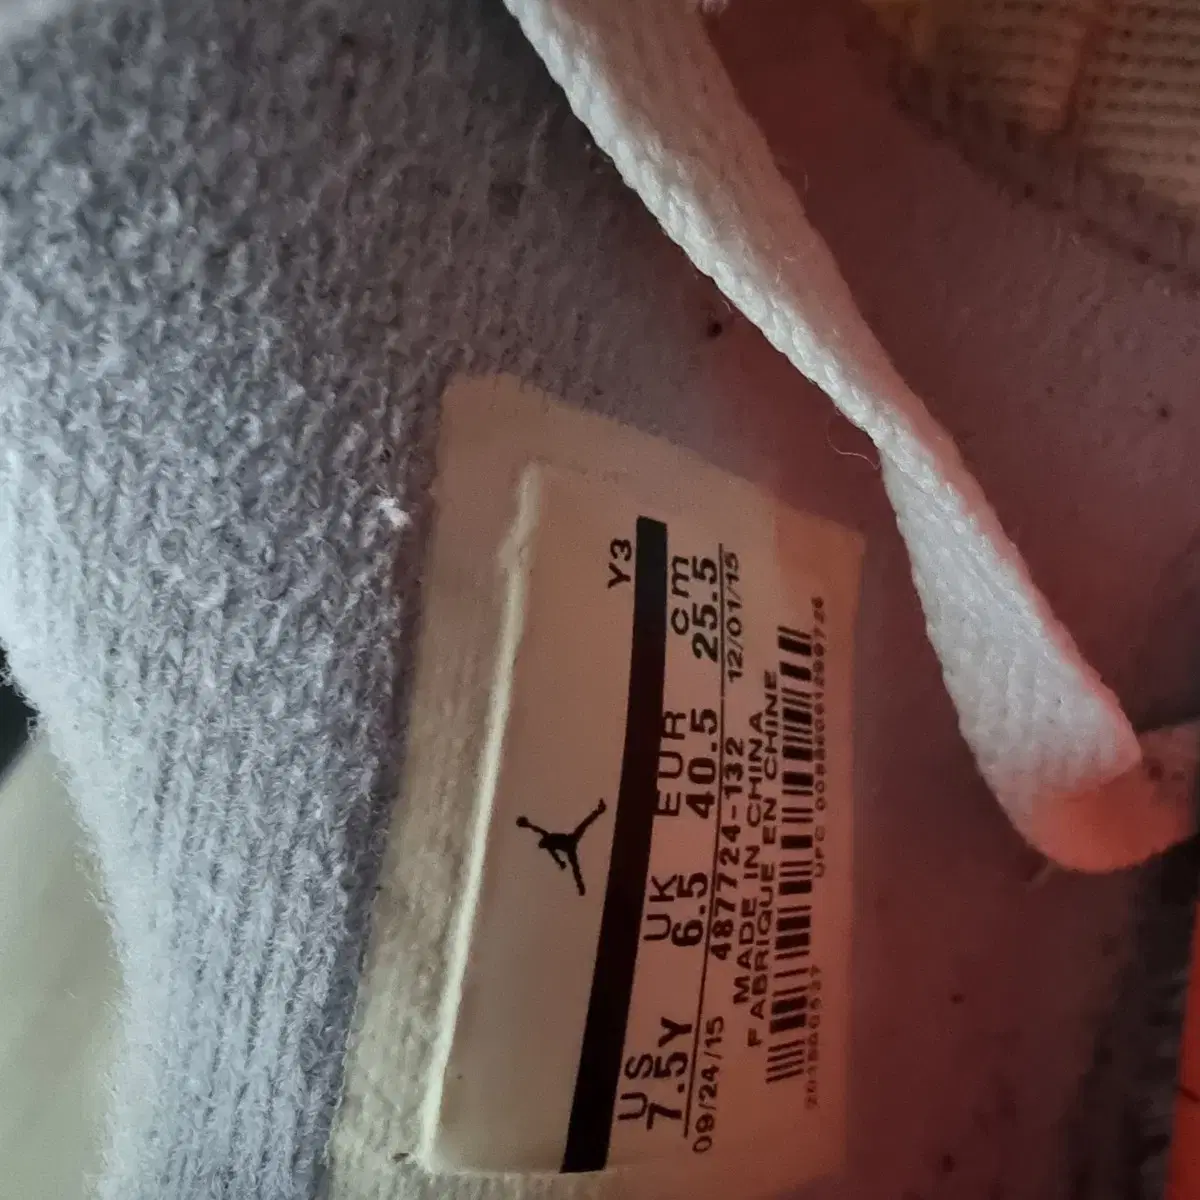 Y3
US UK EUR cm
7.5Y 6.5 40.5 25.5
09/24/15 487724-132 12/01/15
MADE IN CHINA
FABRIQUE EN CHINE